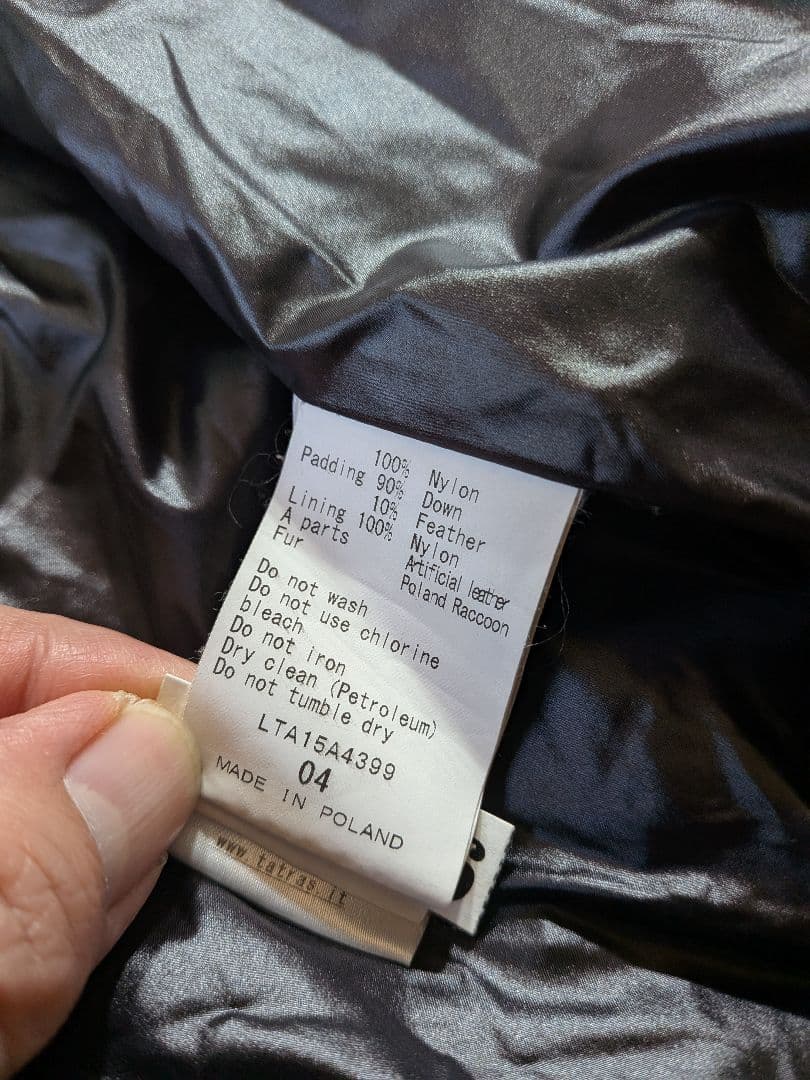 100% Nylon
Padding 90% Down
10% Feather
Lining 100% Nylon
A parts Artificial leather
Fur Poland Raccoon
Do not wash
Do not use chlorine
bleach
Do not iron
Dry clean (Petroleum)
Do not tumble dry
LTA15A4399
04
MADE IN POLAND
www.tatras.it